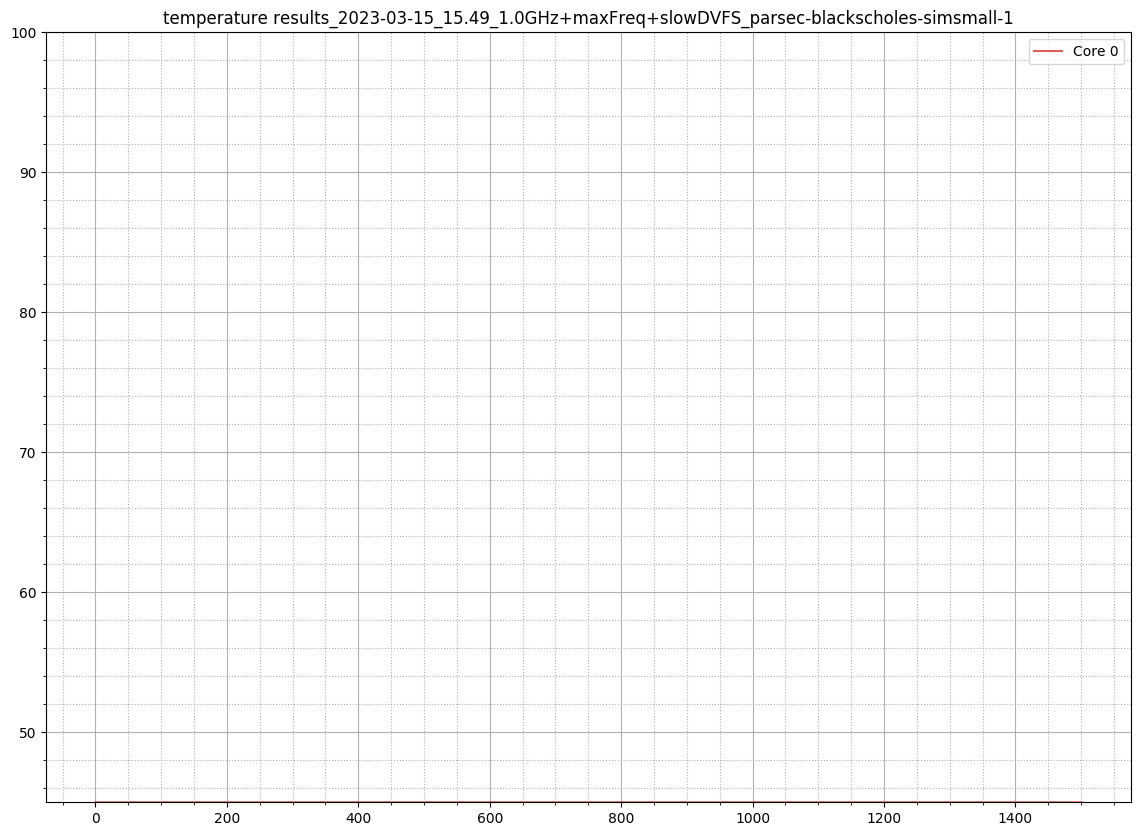 temperature results_2023-03-15_15.49_1.0GHz+maxFreq+slowDVFS_parsec-blackscholes-simsmall-1
Core 0
100
90
80
70
60
50
0 200 400 600 800 1000 1200 1400